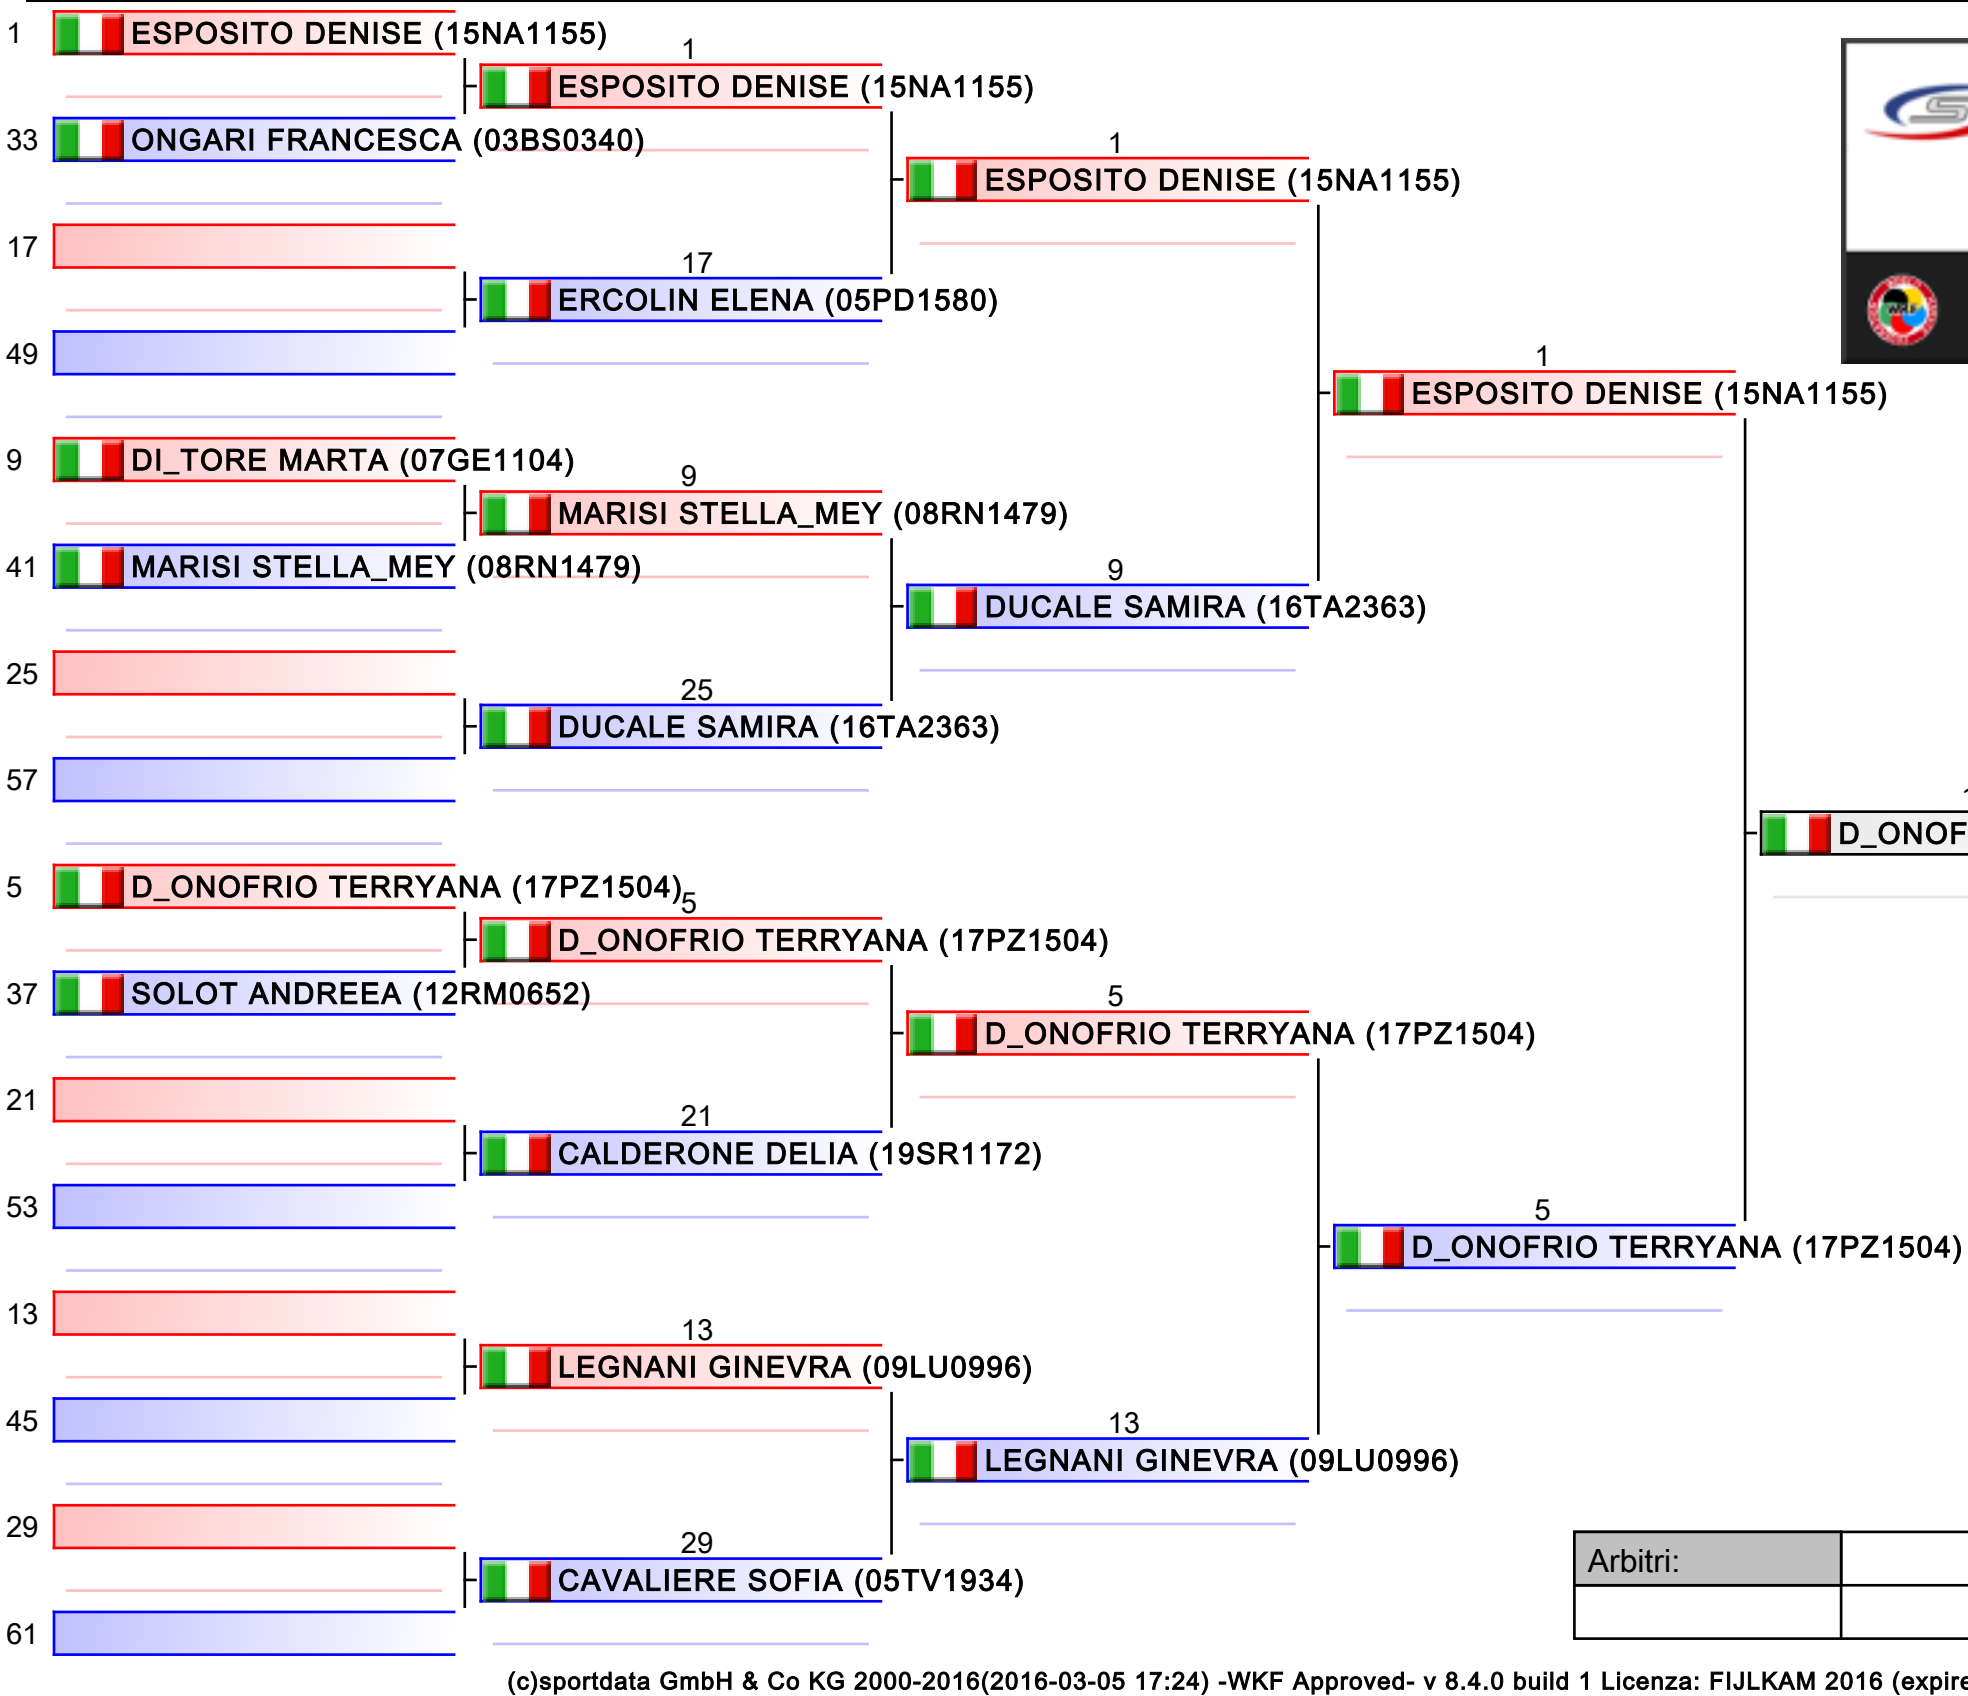 1 ESPOSITO DENISE (15NA1155)
1
ESPOSITO DENISE (15NA1155)
33 ONGARI FRANCESCA (03BS0340)
1
ESPOSITO DENISE (15NA1155)
17
17
ERCOLIN ELENA (05PD1580)
49
1
ESPOSITO DENISE (15NA1155)
9 DI_TORE MARTA (07GE1104)
9
MARISI STELLA_MEY (08RN1479)
41 MARISI STELLA_MEY (08RN1479)
9
DUCALE SAMIRA (16TA2363)
25
25
DUCALE SAMIRA (16TA2363)
57
D_ONOF
5 D_ONOFRIO TERRYANA (17PZ1504)
5
D_ONOFRIO TERRYANA (17PZ1504)
37 SOLOT ANDREEA (12RM0652)
5
D_ONOFRIO TERRYANA (17PZ1504)
21
21
CALDERONE DELIA (19SR1172)
53
5
D_ONOFRIO TERRYANA (17PZ1504)
13
13
LEGNANI GINEVRA (09LU0996)
45
13
LEGNANI GINEVRA (09LU0996)
29
29
CAVALIERE SOFIA (05TV1934)
Arbitri:
61
(c)sportdata GmbH & Co KG 2000-2016(2016-03-05 17:24) -WKF Approved- v 8.4.0 build 1 Licenza: FIJLKAM 2016 (expire